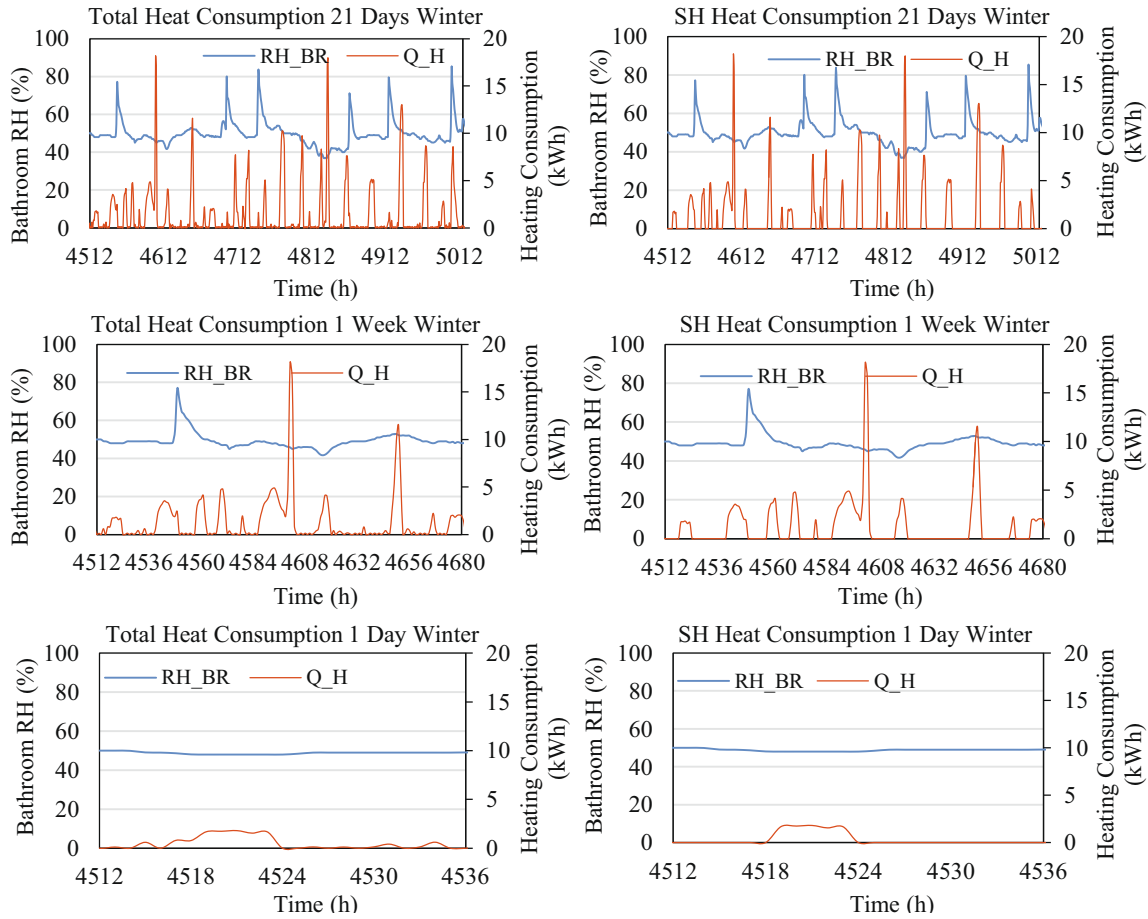 Total Heat Consumption 21 Days Winter
RH_BR
Q_H
Bathroom RH (%)
100
80
60
40
20
0
20
15
10
5
0
Heating Consumption
(kWh)
4512 4612 4712 4812 4912 5012
Time (h)
SH Heat Consumption 21 Days Winter
RH_BR
Q_H
Bathroom RH (%)
100
80
60
40
20
0
20
15
10
5
0
Heating Consumption
(kWh)
4512 4612 4712 4812 4912 5012
Time (h)
Total Heat Consumption 1 Week Winter
RH_BR
Q_H
Bathroom RH (%)
100
80
60
40
20
0
20
15
10
5
0
Heating Consumption
(kWh)
4512 4536 4560 4584 4608 4632 4656 4680
Time (h)
SH Heat Consumption 1 Week Winter
RH_BR
Q_H
Bathroom RH (%)
100
80
60
40
20
0
20
15
10
5
0
Heating Consumption
(kWh)
4512 4536 4560 4584 4608 4632 4656 4680
Time (h)
Total Heat Consumption 1 Day Winter
RH_BR
Q_H
Bathroom RH (%)
100
80
60
40
20
0
20
15
10
5
0
Heating Consumption
(kWh)
4512 4518 4524 4530 4536
Time (h)
SH Heat Consumption 1 Day Winter
RH_BR
Q_H
Bathroom RH (%)
100
80
60
40
20
0
20
15
10
5
0
Heating Consumption
(kWh)
4512 4518 4524 4530 4536
Time (h)